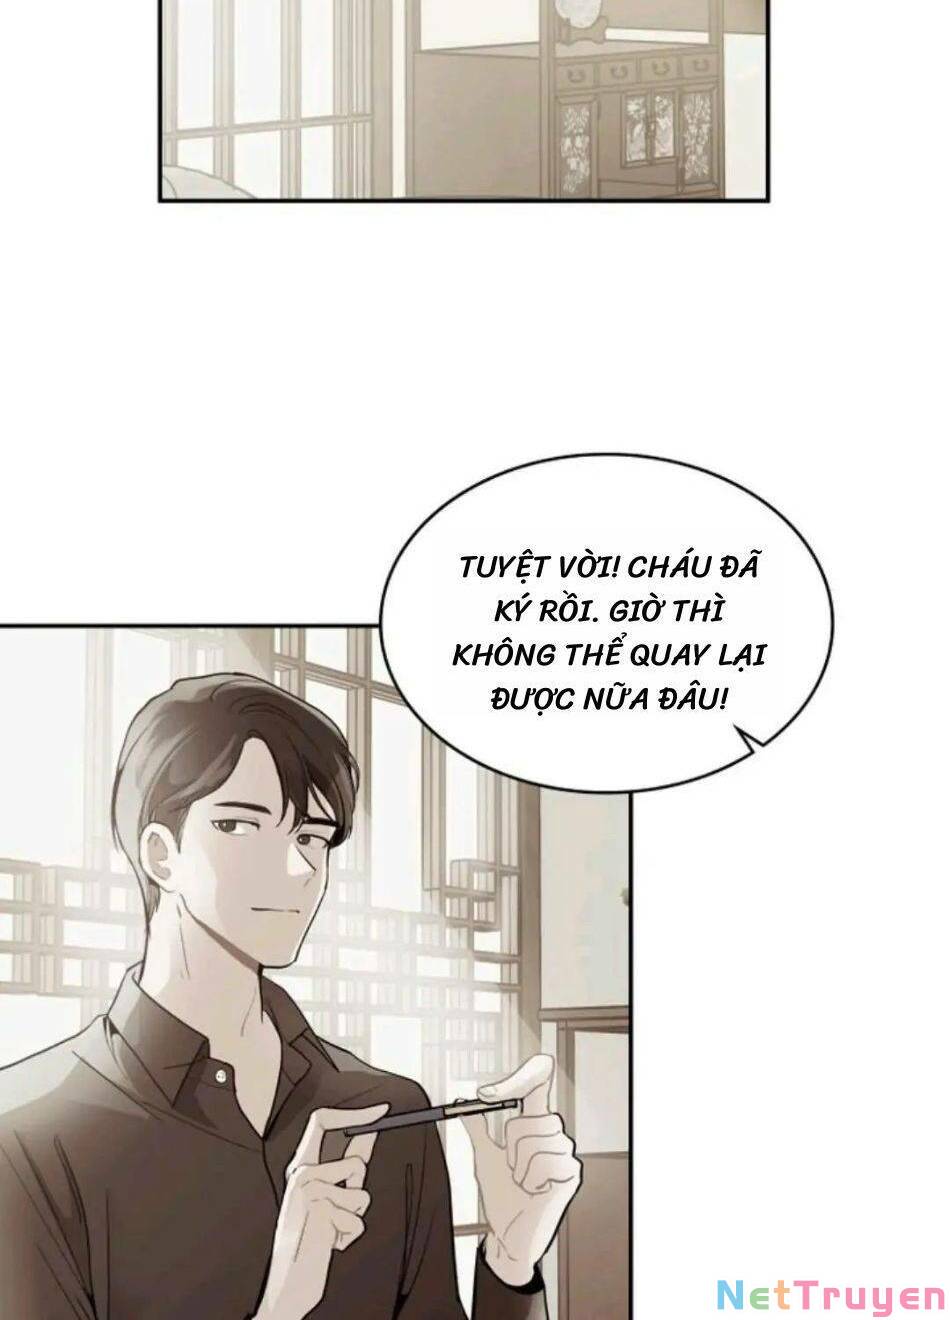 TUYỆT VỜI! CHÁU ĐÃ
KÝ RỒI. GIỜ THÌ
KHÔNG THỂ QUAY LẠI
ĐƯỢC NỮA ĐÂU!
NetTruyen